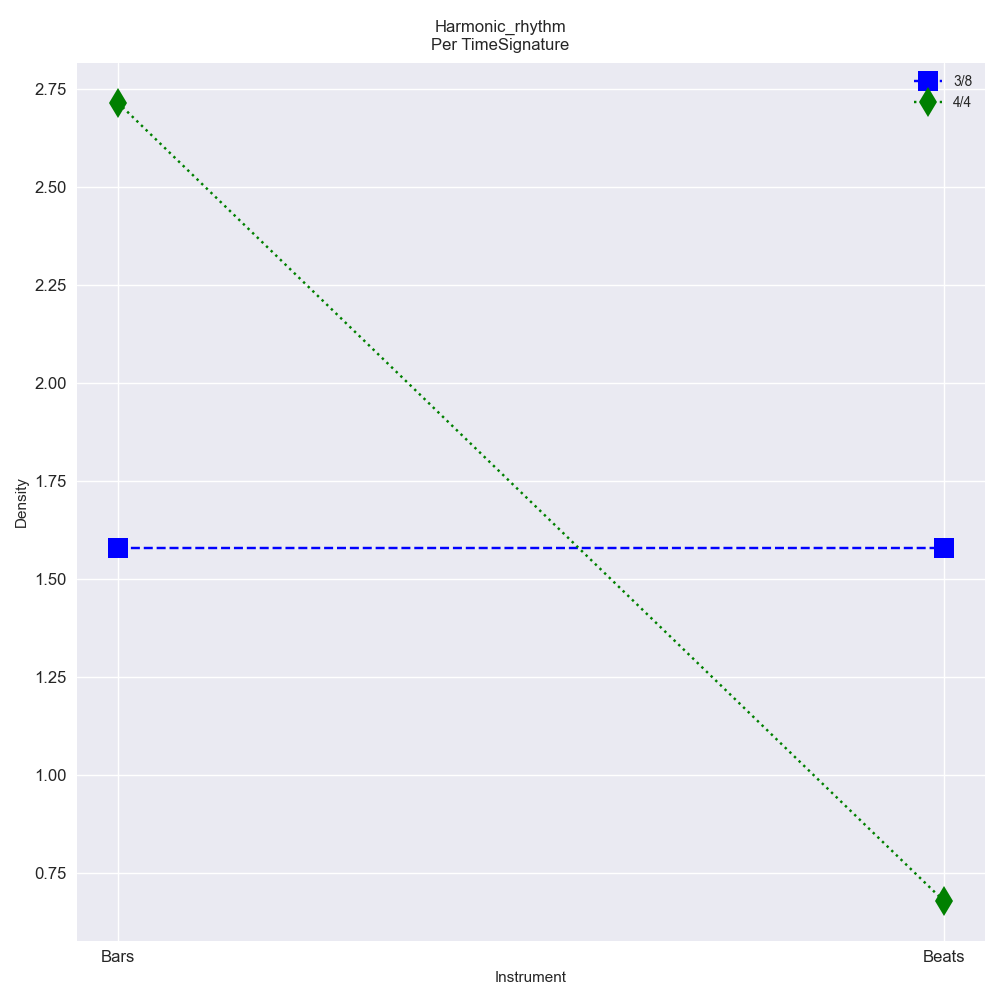 Harmonic_rhythm
Per TimeSignature
3/8
4/4
2.75
2.50
2.25
2.00
1.75
1.50
1.25
1.00
0.75
Density
Bars
Beats
Instrument